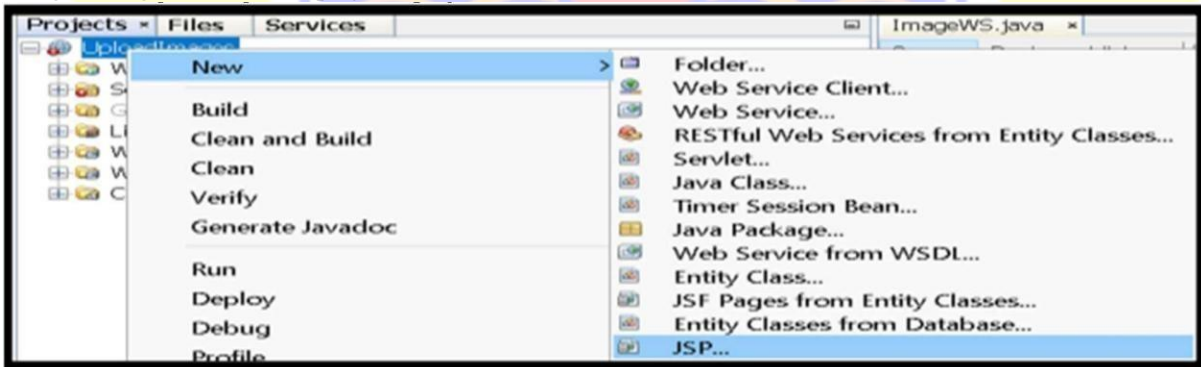 Projects × Files Services
ImageWS.java ×
UploadImages
W
S
G
Li
W
W
C
New >
Build
Clean and Build
Clean
Verify
Generate Javadoc
Run
Deploy
Debug
Profile
Folder...
Web Service Client...
Web Service...
RESTful Web Services from Entity Classes...
Servlet...
Java Class...
Timer Session Bean...
Java Package...
Web Service from WSDL...
Entity Class...
JSF Pages from Entity Classes...
Entity Classes from Database...
JSP...